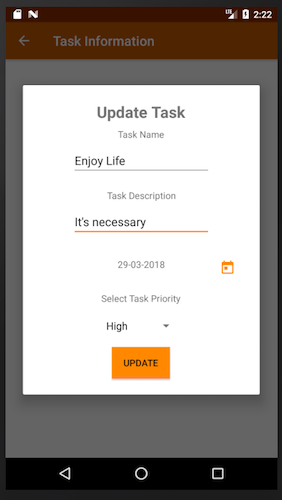 LTE
2:22
Task Information
Update Task
Task Name
Enjoy Life
Task Description
It's necessary
29-03-2018
Select Task Priority
High
UPDATE